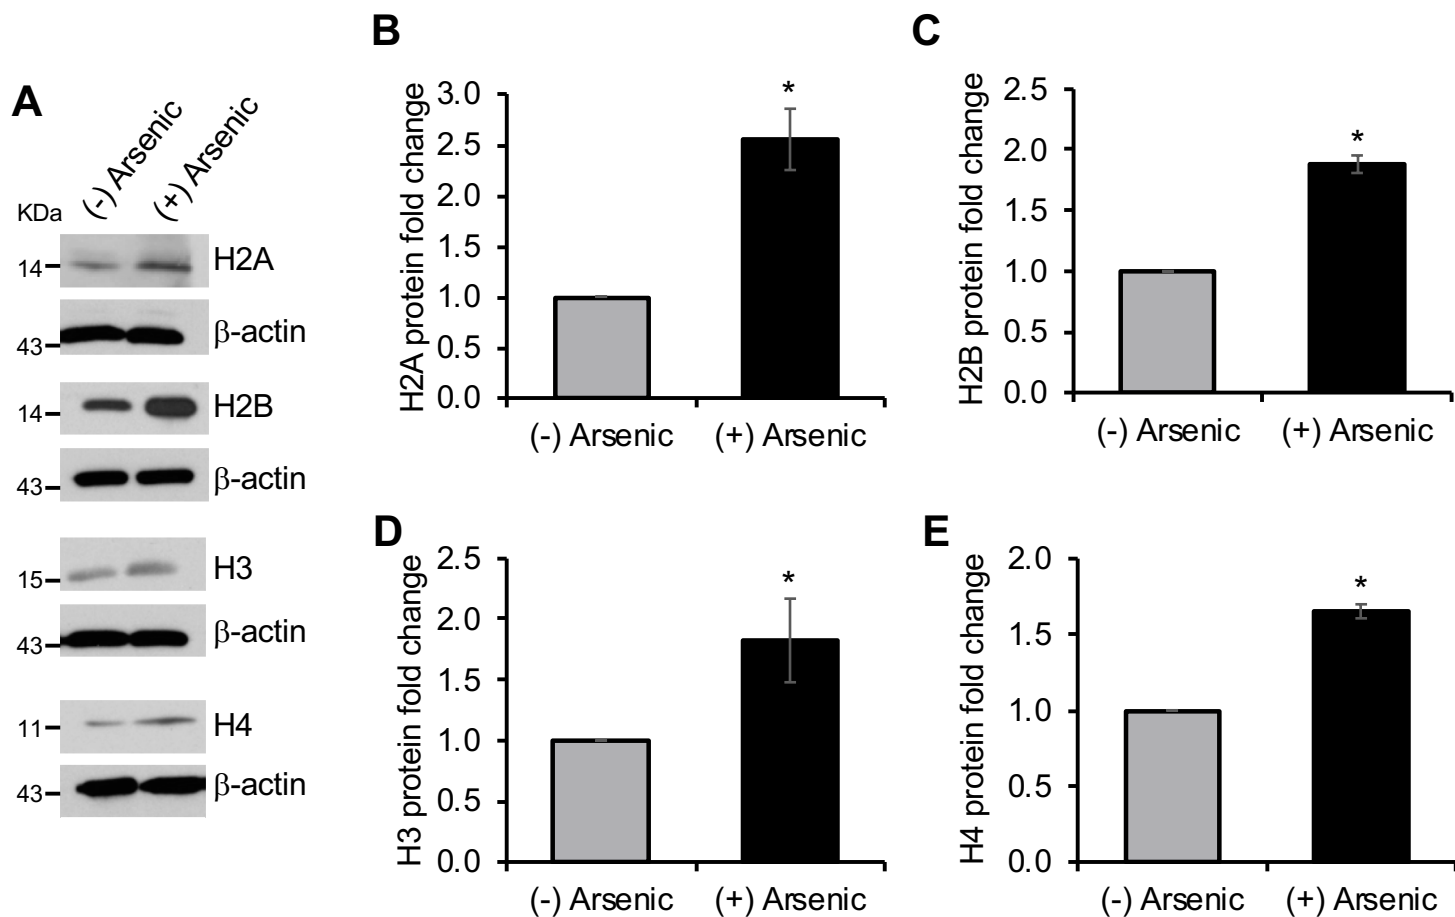 A
(-) Arsenic
(+) Arsenic
KDa
14
H2A
43
β-actin
14
H2B
43
β-actin
15
H3
43
β-actin
11
H4
43
β-actin
B
H2A protein fold change
3.0
2.5
2.0
1.5
1.0
0.5
0.0
*
(-) Arsenic (+) Arsenic
C
H2B protein fold change
2.5
2.0
1.5
1.0
0.5
0.0
*
(-) Arsenic (+) Arsenic
D
H3 protein fold change
2.5
2.0
1.5
1.0
0.5
0.0
*
(-) Arsenic (+) Arsenic
E
H4 protein fold change
2.0
1.5
1.0
0.5
0.0
*
(-) Arsenic (+) Arsenic